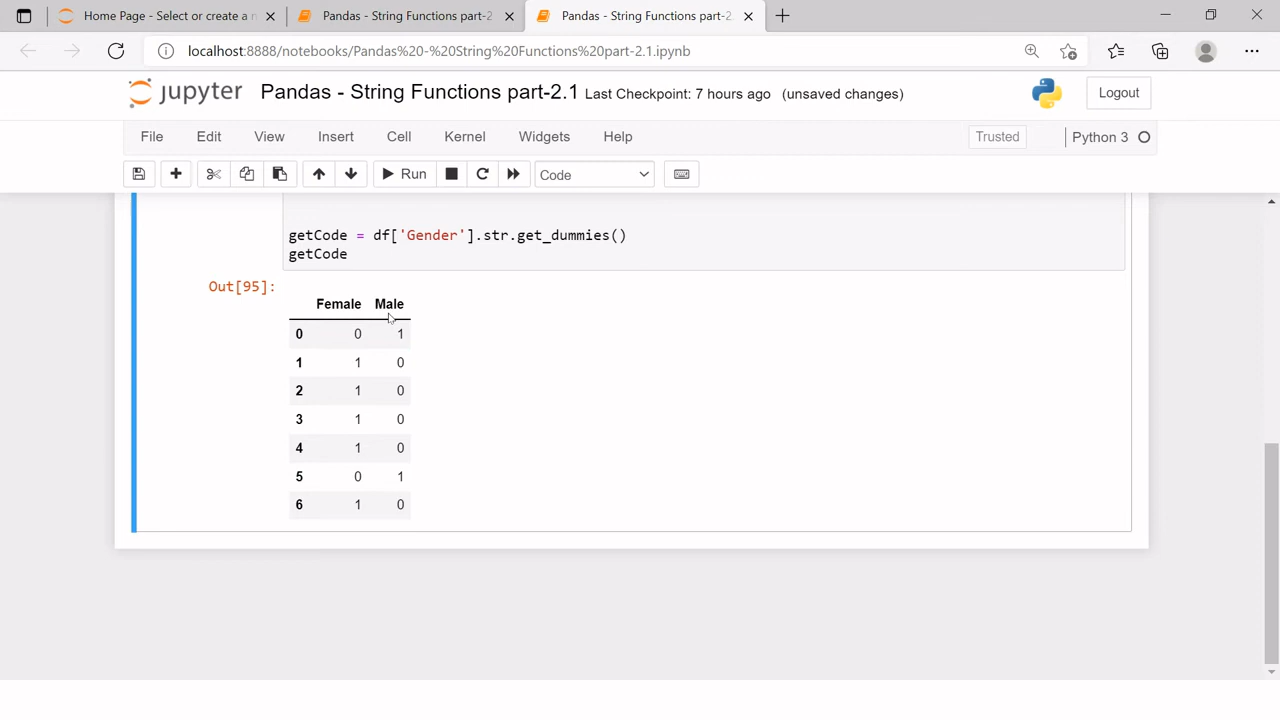 Home Page - Select or create a n
Pandas - String Functions part-2
Pandas - String Functions part-2.
localhost:8888/notebooks/Pandas%20-%20String%20Functions%20part-2.1.ipynb
jupyter Pandas - String Functions part-2.1 Last Checkpoint: 7 hours ago (unsaved changes) Logout
File Edit View Insert Cell Kernel Widgets Help Trusted Python 3
Run Code
getCode = df['Gender'].str.get_dummies()
getCode
Out[95]:
Female Male
0 0 1
1 1 0
2 1 0
3 1 0
4 1 0
5 0 1
6 1 0